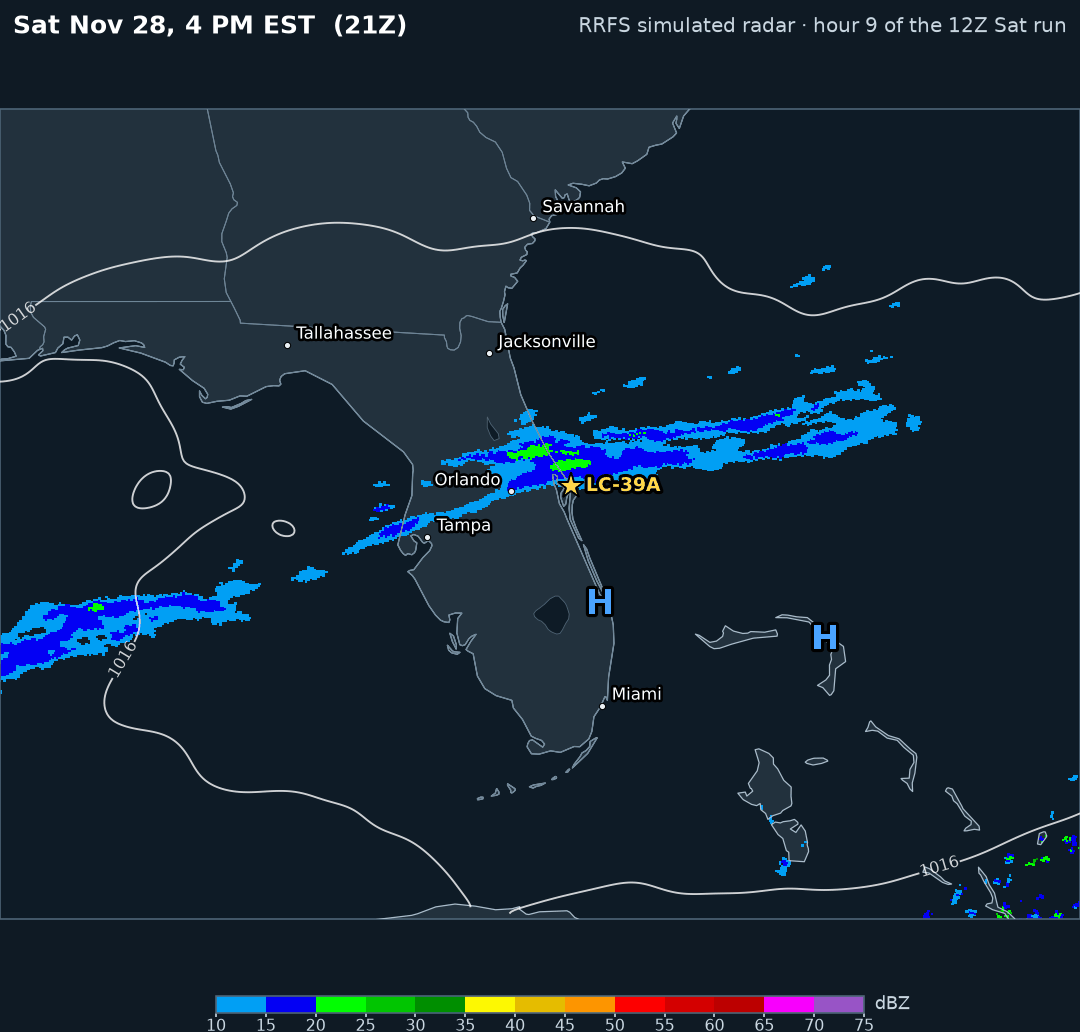 Sat Nov 28, 4 PM EST (21Z)
RRFS simulated radar · hour 9 of the 12Z Sat run
Savannah
1016
Tallahassee
Jacksonville
Orlando
LC-39A
Tampa
H
H
1016
Miami
1016
dBZ
10 15 20 25 30 35 40 45 50 55 60 65 70 75